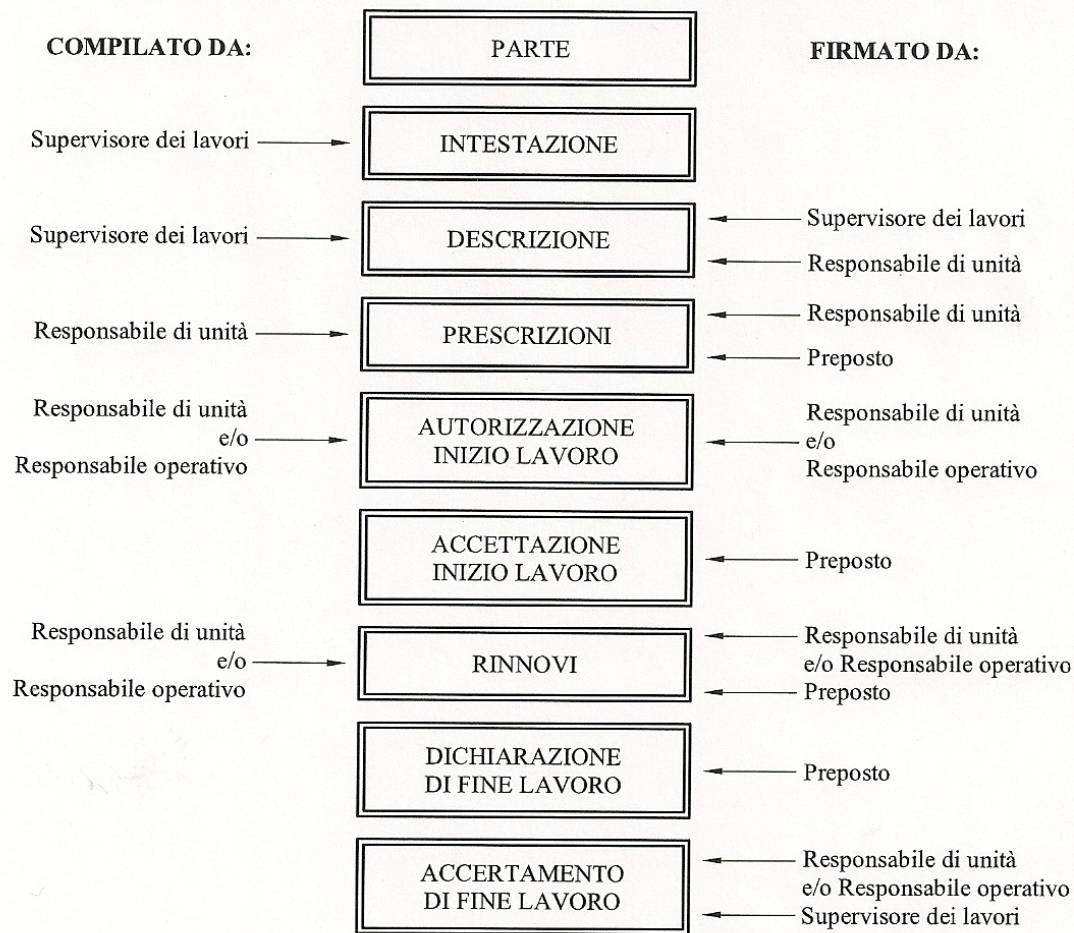 COMPILATO DA:
PARTE
FIRMATO DA:
Supervisore dei lavori
INTESTAZIONE
Supervisore dei lavori
DESCRIZIONE
Supervisore dei lavori
Responsabile di unità
Responsabile di unità
PRESCRIZIONI
Responsabile di unità
Preposto
Responsabile di unità
e/o
Responsabile operativo
AUTORIZZAZIONE
INIZIO LAVORO
Responsabile di unità
e/o
Responsabile operativo
ACCETTAZIONE
INIZIO LAVORO
Preposto
Responsabile di unità
e/o
Responsabile operativo
RINNOVI
Responsabile di unità
e/o Responsabile operativo
Preposto
DICHIARAZIONE
DI FINE LAVORO
Preposto
ACCERTAMENTO
DI FINE LAVORO
Responsabile di unità
e/o Responsabile operativo
Supervisore dei lavori